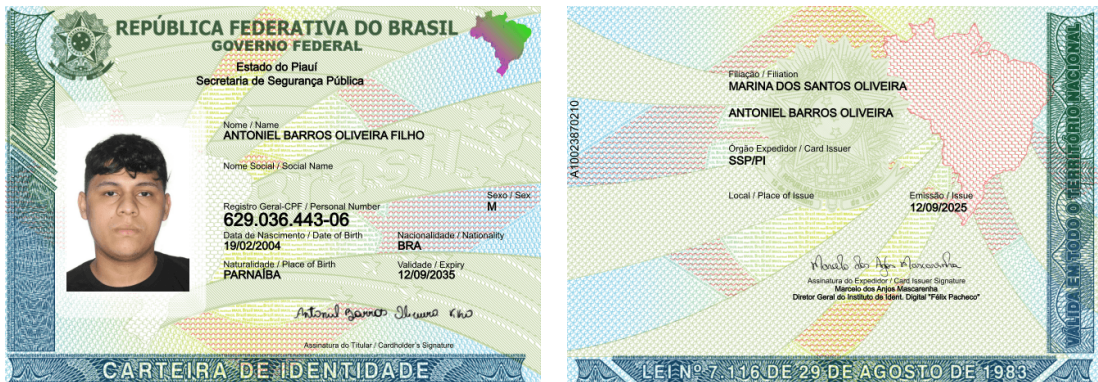 REPÚBLICA FEDERATIVA DO BRASIL
GOVERNO FEDERAL
Estado do Piauí
Secretaria de Segurança Pública
Nome / Name
ANTONIEL BARROS OLIVEIRA FILHO
Nome Social / Social Name
Registro Geral-CPF / Personal Number
Sexo / Sex
629.036.443-06
M
Data de Nascimento / Date of Birth
Nacionalidade / Nationality
19/02/2004
BRA
Naturalidade / Place of Birth
Validade / Expiry
PARNAÍBA
12/09/2035
Assinatura do Titular / Cardholder's Signature
CARTEIRA DE IDENTIDADE
A10023870210
Filiação / Filiation
MARINA DOS SANTOS OLIVEIRA
ANTONIEL BARROS OLIVEIRA
Órgão Expedidor / Card Issuer
SSP/PI
Local / Place of Issue
Emissão / Issue
12/09/2025
Marcelo dos Anjos Mascarenha
Assinatura do Expedidor / Card Issuer Signature
Marcelo dos Anjos Mascarenha
Diretor Geral do Instituto de Ident. Digital "Félix Pacheco"
VÁLIDA EM TODO O TERRITÓRIO NACIONAL
LEI Nº 7.116 DE 29 DE AGOSTO DE 1983